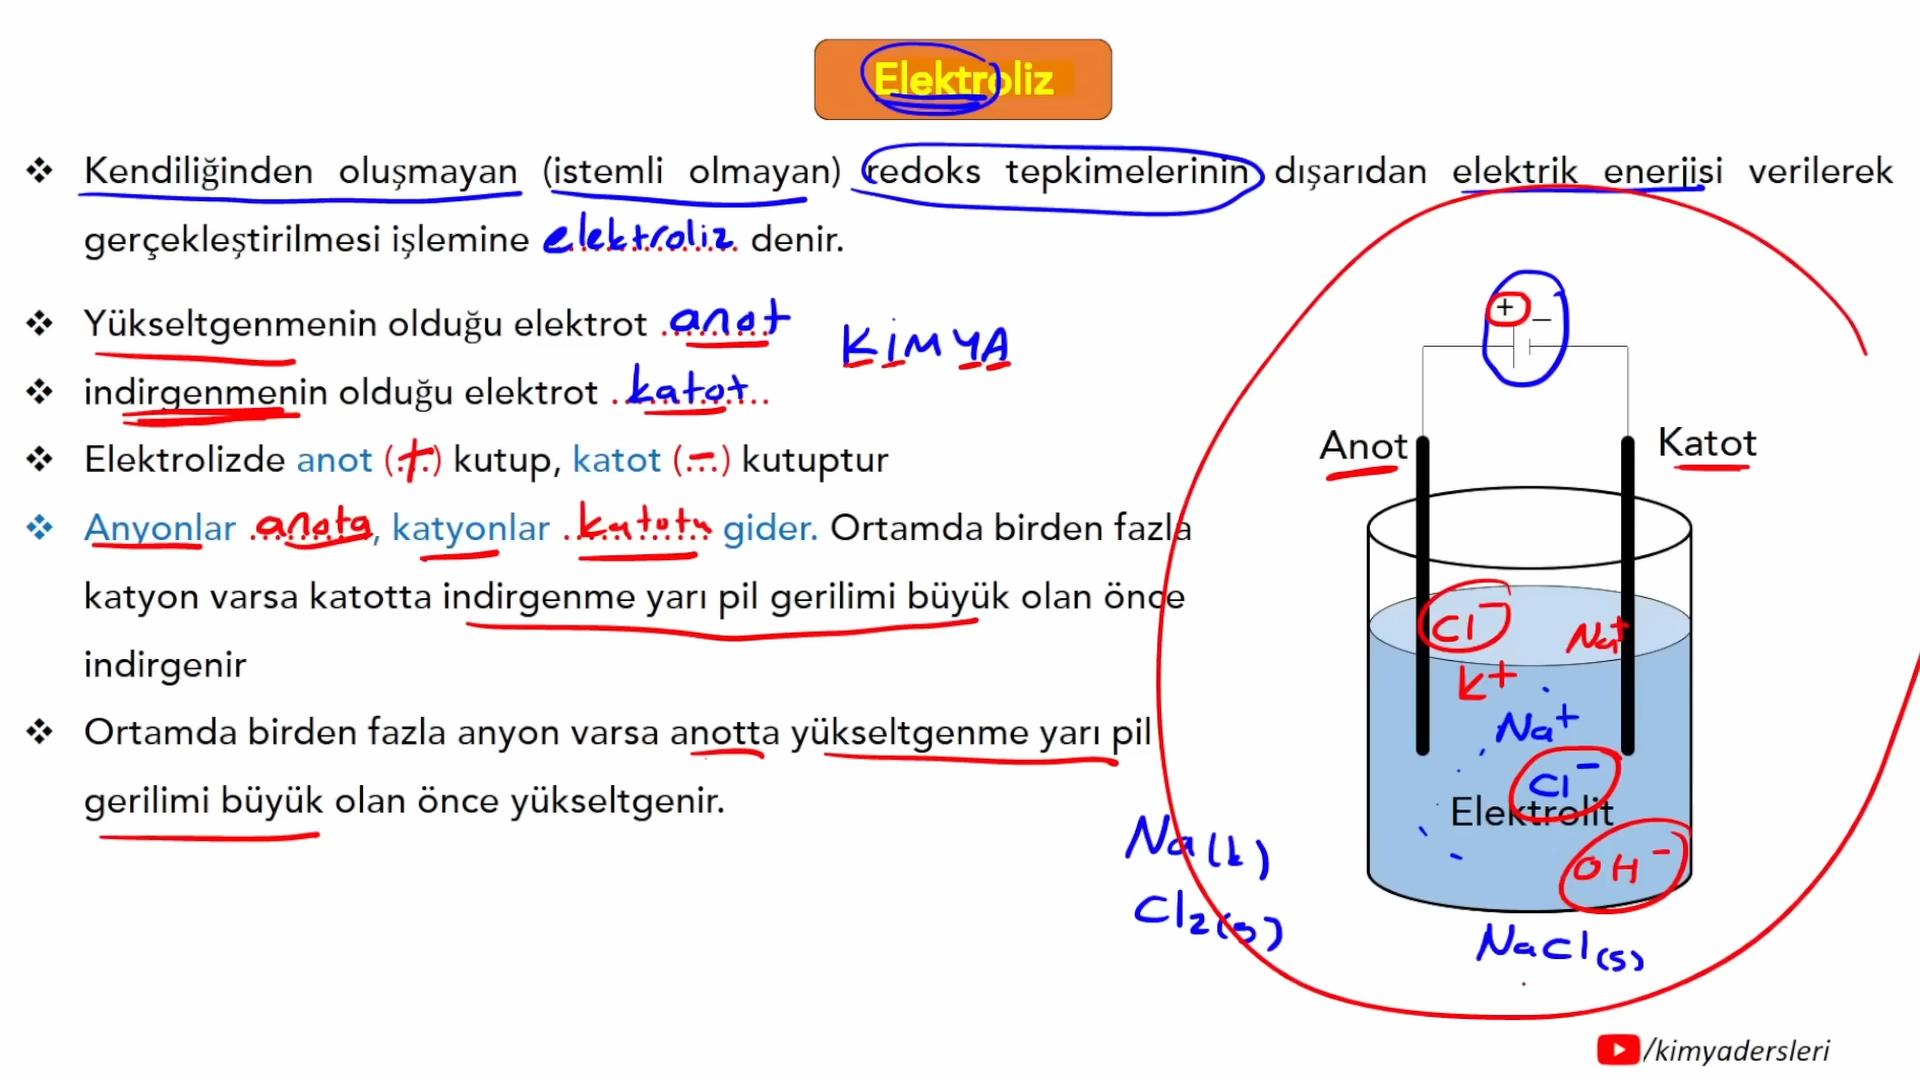 Elektroliz
❖ Kendiliğinden oluşmayan (istemli olmayan) redoks tepkimelerinin dışarıdan elektrik enerjisi verilerek
gerçekleştirilmesi işlemine elektroliz denir.
❖ Yükseltgenmenin olduğu elektrot anot
KİMYA
❖ indirgenmenin olduğu elektrot katot
❖ Elektrolizde anot (+) kutup, katot (-) kutuptur
❖ Anyonlar anota, katyonlar katota gider. Ortamda birden fazla
katyon varsa katotta indirgenme yarı pil gerilimi büyük olan önce
indirgenir
❖ Ortamda birden fazla anyon varsa anotta yükseltgenme yarı pil
gerilimi büyük olan önce yükseltgenir.
+ −
Anot
Katot
Cl⁻
Na⁺
K⁺
Na⁺
Cl⁻
Elektrolit
OH⁻
Na(k)
Cl₂(s)
NaCl(s)
/kimyadersleri